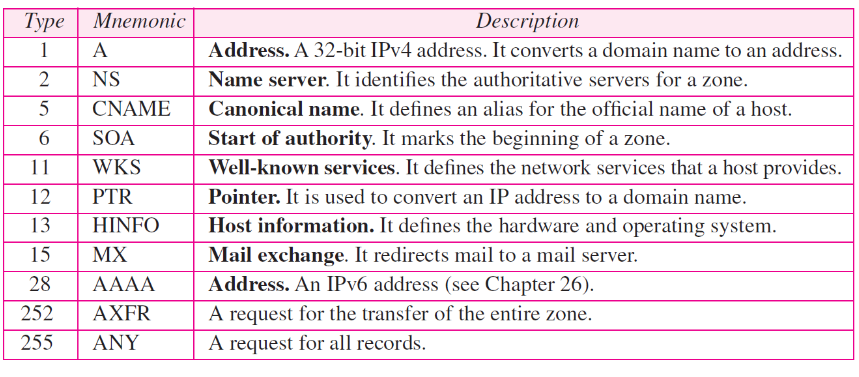 Type Mnemonic Description
1 A Address. A 32-bit IPv4 address. It converts a domain name to an address.
2 NS Name server. It identifies the authoritative servers for a zone.
5 CNAME Canonical name. It defines an alias for the official name of a host.
6 SOA Start of authority. It marks the beginning of a zone.
11 WKS Well-known services. It defines the network services that a host provides.
12 PTR Pointer. It is used to convert an IP address to a domain name.
13 HINFO Host information. It defines the hardware and operating system.
15 MX Mail exchange. It redirects mail to a mail server.
28 AAAA Address. An IPv6 address (see Chapter 26).
252 AXFR A request for the transfer of the entire zone.
255 ANY A request for all records.